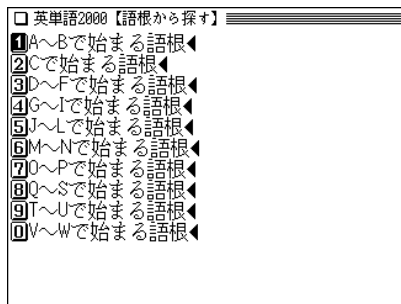 □ 英単語2000【語根から探す】
1A～Bで始まる語根◀
2Cで始まる語根◀
3D～Fで始まる語根◀
4G～Iで始まる語根◀
5J～Lで始まる語根◀
6M～Nで始まる語根◀
7O～Pで始まる語根◀
8Q～Sで始まる語根◀
9T～Uで始まる語根◀
0V～Wで始まる語根◀